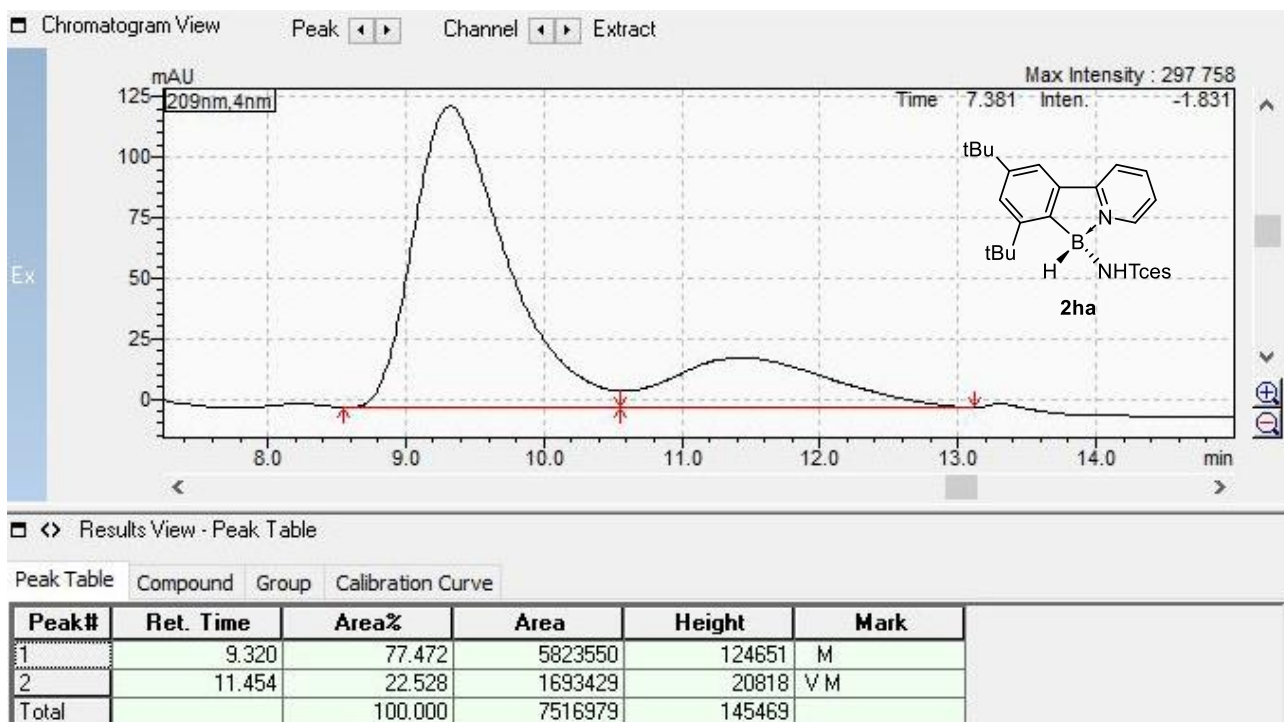 Chromatogram View Peak Channel Extract
mAU Max Intensity : 297 758
209nm,4nm Time 7.381 Inten. -1.831
125
100
75
50
25
0
Ex
tBu
N
B
tBu
H NHTces
2ha
8.0 9.0 10.0 11.0 12.0 13.0 14.0 min
Results View - Peak Table
Peak Table Compound Group Calibration Curve
Peak# Ret. Time Area% Area Height Mark
1 9.320 77.472 5823550 124651 M
2 11.454 22.528 1693429 20818 V M
Total 100.000 7516979 145469